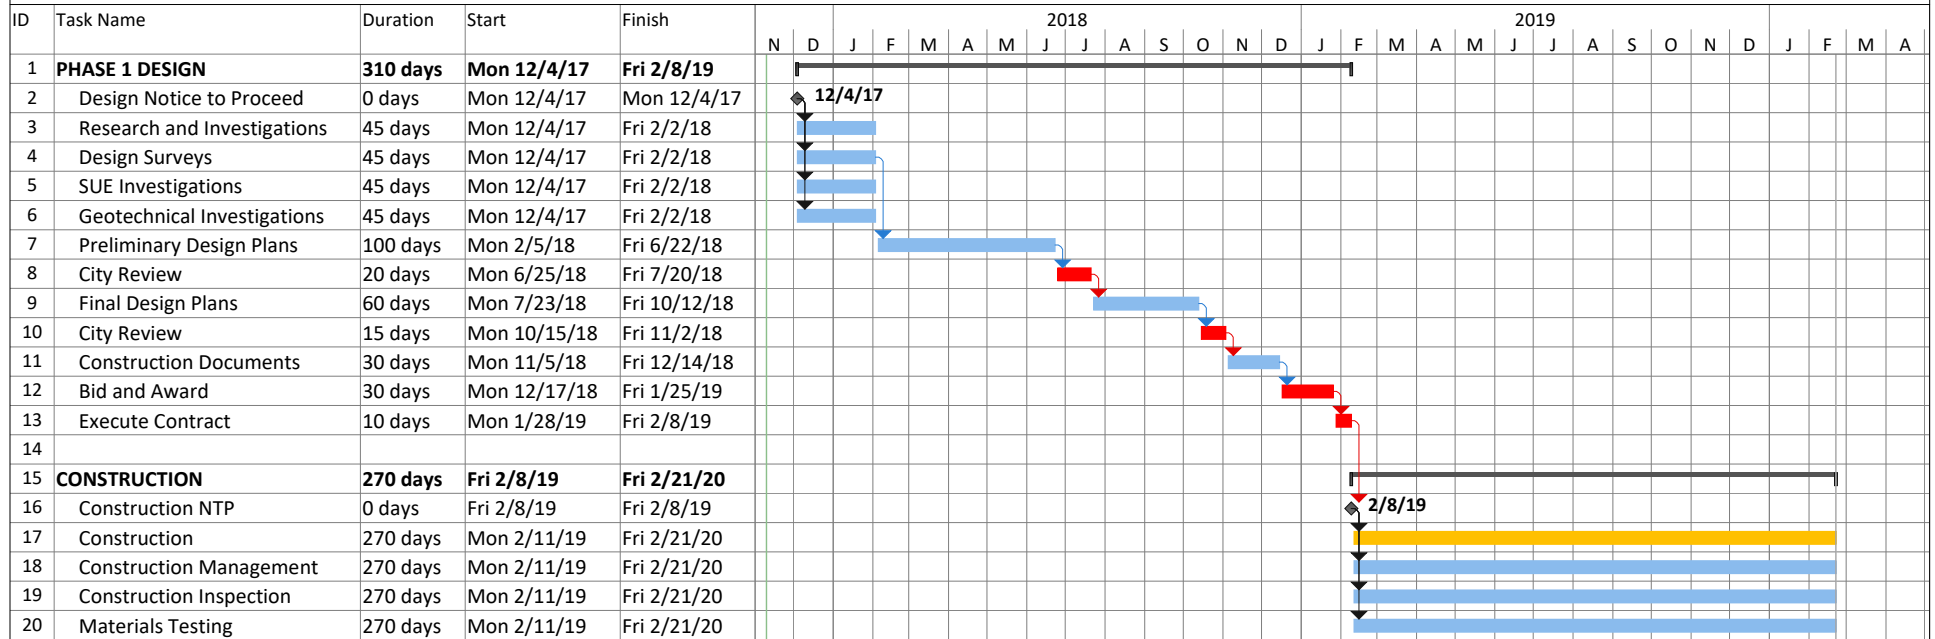 ID Task Name Duration Start Finish 2018 2019
N D J F M A M J J A S O N D J F M A M J J A S O N D J F M A
1 PHASE 1 DESIGN 310 days Mon 12/4/17 Fri 2/8/19
2 Design Notice to Proceed 0 days Mon 12/4/17 Mon 12/4/17 12/4/17
3 Research and Investigations 45 days Mon 12/4/17 Fri 2/2/18
4 Design Surveys 45 days Mon 12/4/17 Fri 2/2/18
5 SUE Investigations 45 days Mon 12/4/17 Fri 2/2/18
6 Geotechnical Investigations 45 days Mon 12/4/17 Fri 2/2/18
7 Preliminary Design Plans 100 days Mon 2/5/18 Fri 6/22/18
8 City Review 20 days Mon 6/25/18 Fri 7/20/18
9 Final Design Plans 60 days Mon 7/23/18 Fri 10/12/18
10 City Review 15 days Mon 10/15/18 Fri 11/2/18
11 Construction Documents 30 days Mon 11/5/18 Fri 12/14/18
12 Bid and Award 30 days Mon 12/17/18 Fri 1/25/19
13 Execute Contract 10 days Mon 1/28/19 Fri 2/8/19
14
15 CONSTRUCTION 270 days Fri 2/8/19 Fri 2/21/20
16 Construction NTP 0 days Fri 2/8/19 Fri 2/8/19 2/8/19
17 Construction 270 days Mon 2/11/19 Fri 2/21/20
18 Construction Management 270 days Mon 2/11/19 Fri 2/21/20
19 Construction Inspection 270 days Mon 2/11/19 Fri 2/21/20
20 Materials Testing 270 days Mon 2/11/19 Fri 2/21/20